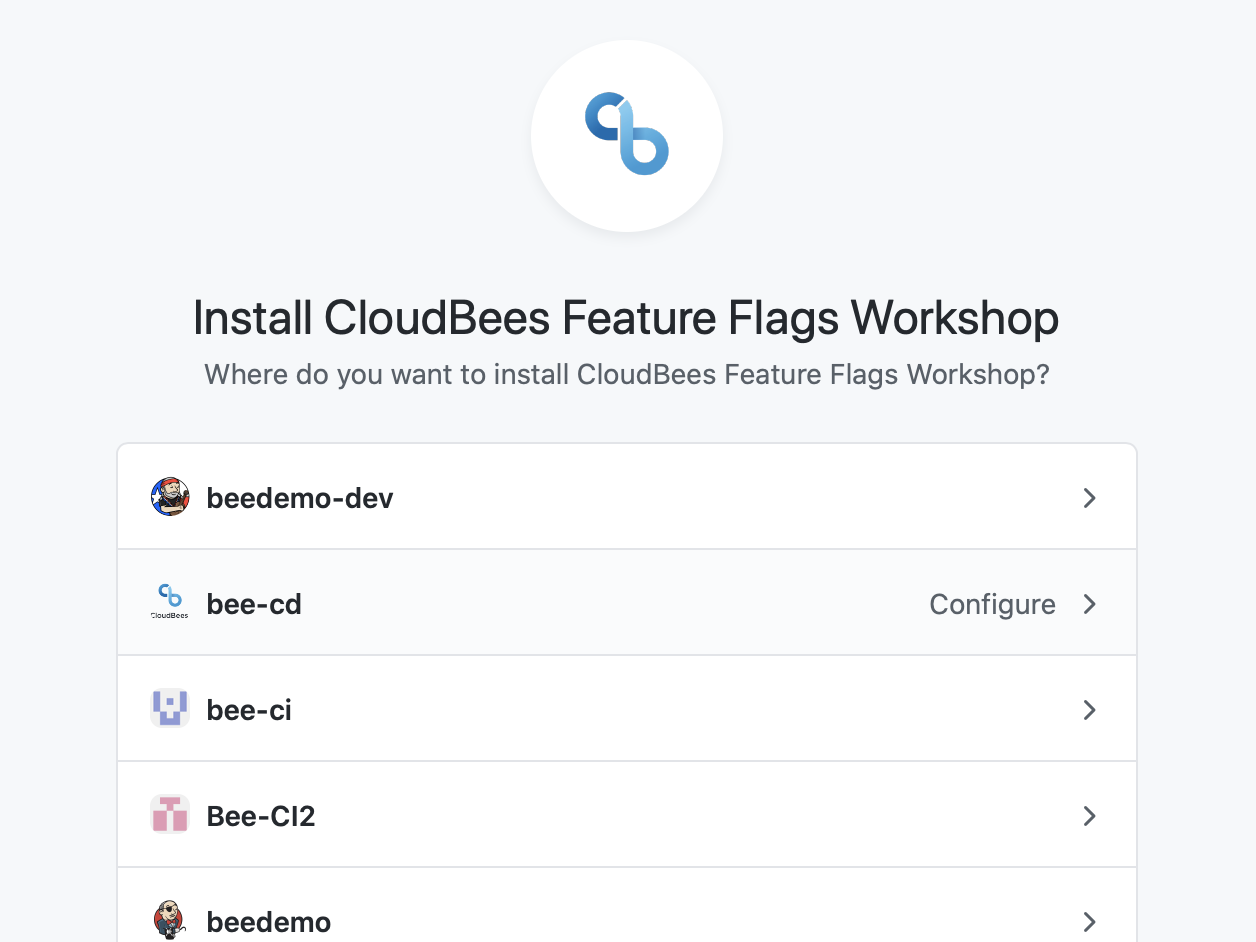 Install CloudBees Feature Flags Workshop
Where do you want to install CloudBees Feature Flags Workshop?
beedemo-dev
CloudBees
bee-cd Configure
bee-ci
Bee-CI2
beedemo